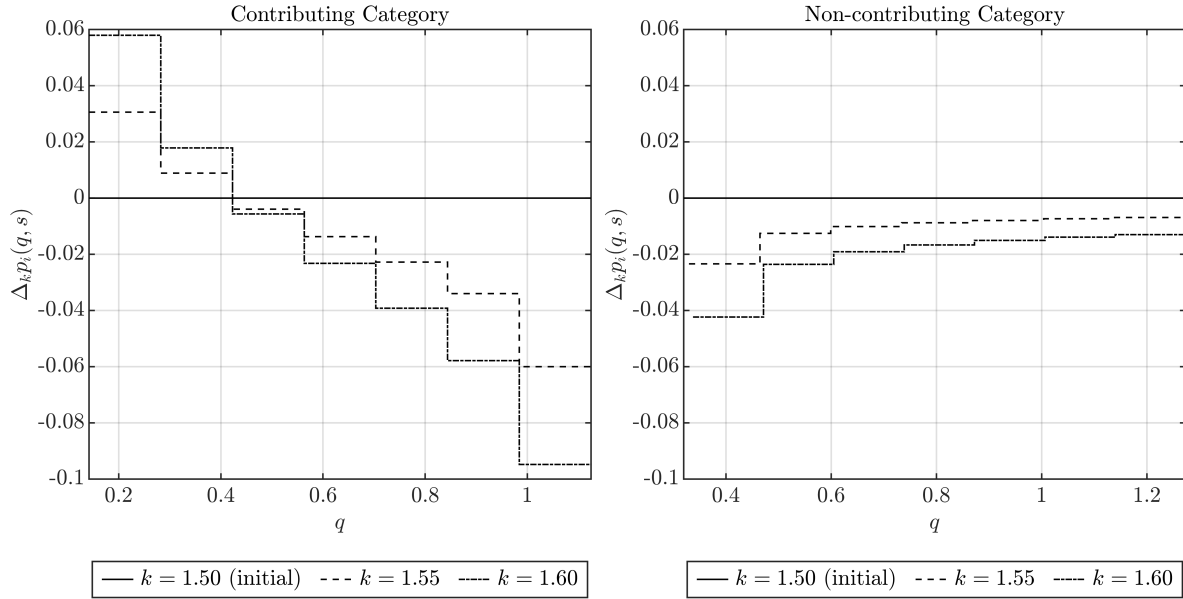 Contributing Category
0.06
0.04
0.02
0
-0.02
-0.04
-0.06
-0.08
-0.1
Δₖpᵢ(q, s)
0.2 0.4 0.6 0.8 1
q
k = 1.50 (initial) k = 1.55 k = 1.60
Non-contributing Category
0.06
0.04
0.02
0
-0.02
-0.04
-0.06
-0.08
-0.1
Δₖpᵢ(q, s)
0.4 0.6 0.8 1 1.2
q
k = 1.50 (initial) k = 1.55 k = 1.60